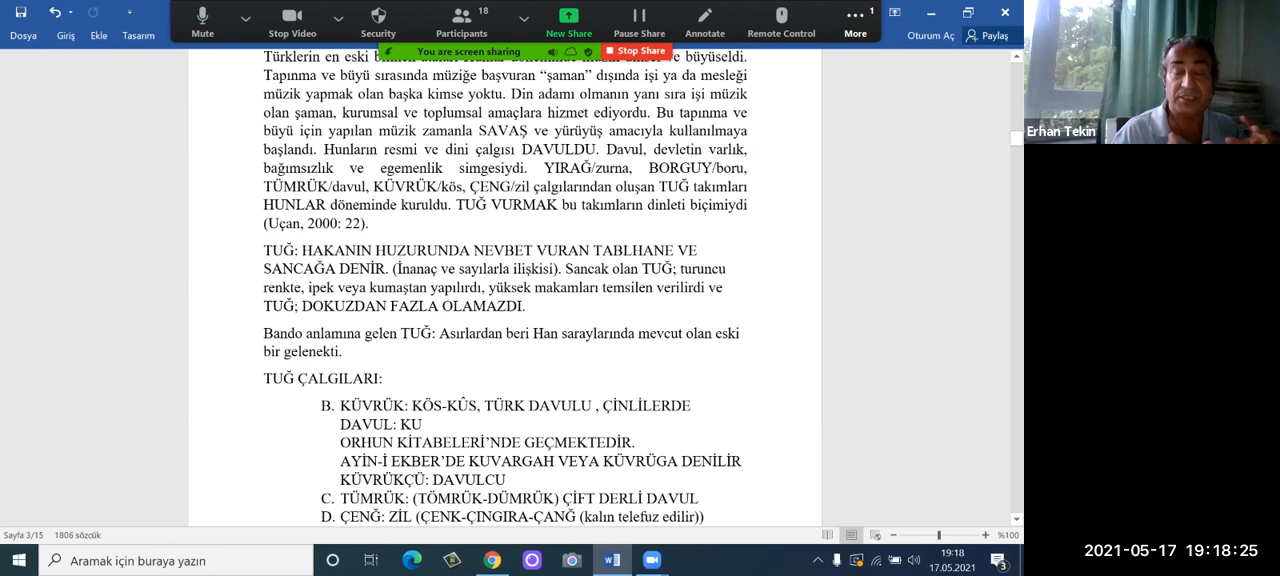 18
1
Dosya
Giriş
Ekle
Tasarım
Mute
Stop Video
Security
Participants
New Share
Pause Share
Annotate
Remote Control
More
Oturum Aç
Paylaş
You are screen sharing
Stop Share
Türklerin en eski
ve büyüseldi.
Tapınma ve büyü sırasında müziğe başvuran “şaman” dışında işi ya da mesleği
müzik yapmak olan başka kimse yoktu. Din adamı olmanın yanı sıra işi müzik
olan şaman, kurumsal ve toplumsal amaçlara hizmet ediyordu. Bu tapınma ve
büyü için yapılan müzik zamanla SAVAŞ ve yürüyüş amacıyla kullanılmaya
başlandı. Hunların resmi ve dini çalgısı DAVULDU. Davul, devletin varlık,
bağımsızlık ve egemenlik simgesiydi. YIRAĞ/zurna, BORGUY/boru,
TÜMRÜK/davul, KÜVRÜK/kös, ÇENG/zil çalgılarından oluşan TUĞ takımları
HUNLAR döneminde kuruldu. TUĞ VURMAK bu takımların dinleti biçimiydi
(Uçan, 2000: 22).
TUĞ: HAKANIN HUZURUNDA NEVBET VURAN TABLHANE VE
SANCAĞA DENİR. (İnanaç ve sayılarla ilişkisi). Sancak olan TUĞ; turuncu
renkte, ipek veya kumaştan yapılırdı, yüksek makamları temsilen verilirdi ve
TUĞ; DOKUZDAN FAZLA OLAMAZDI.
Bando anlamına gelen TUĞ: Asırlardan beri Han saraylarında mevcut olan eski
bir gelenekti.
TUĞ ÇALGILARI:
B. KÜVRÜK: KÖS-KÛS, TÜRK DAVULU , ÇİNLİLERDE
DAVUL: KU
ORHUN KİTABELERİ’NDE GEÇMEKTEDİR.
AYİN-İ EKBER’DE KUVARGAH VEYA KÜVRÜGA DENİLİR
KÜVRÜKÇÜ: DAVULCU
C. TÜMRÜK: (TÖMRÜK-DÜMRÜK) ÇİFT DERLİ DAVUL
D. ÇENĞ: ZİL (ÇENK-ÇINGIRA-ÇANĞ (kalın telefuz edilir))
Sayfa 3/15
1806 sözcük
%100
Aramak için buraya yazın
19:18
17.05.2021
3
Erhan Tekin
2021-05-17 19:18:25